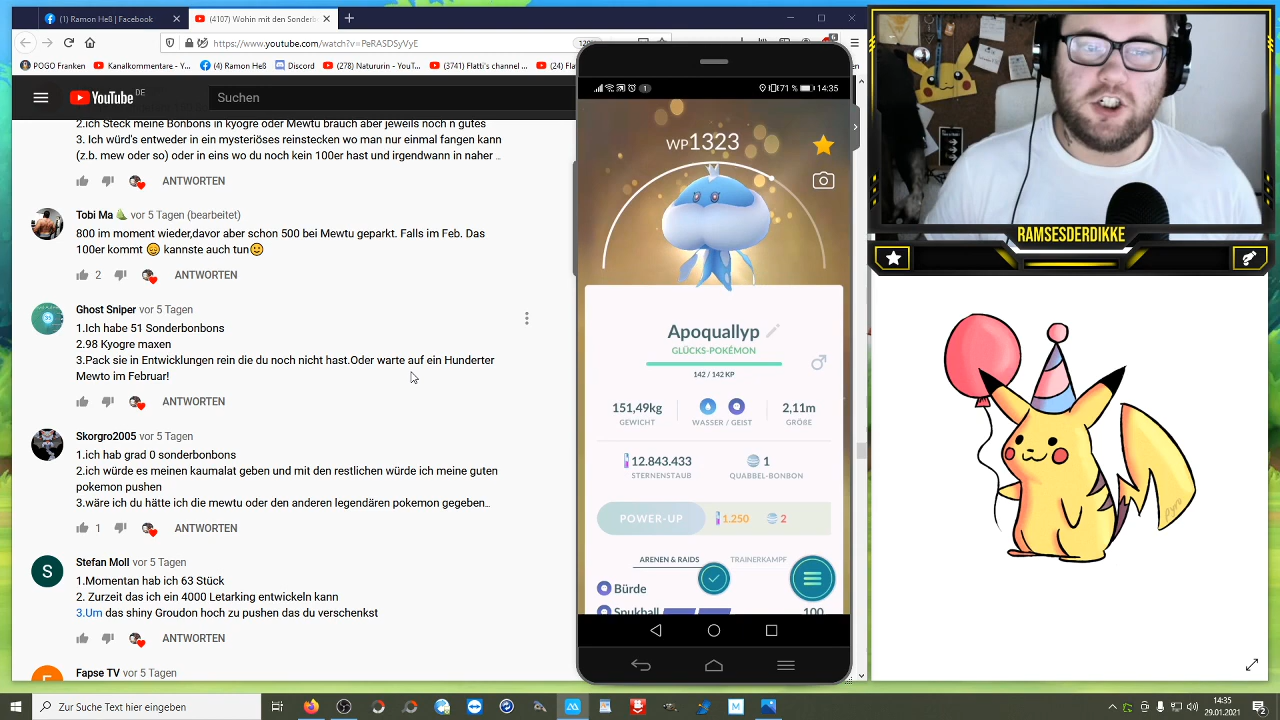 (1) Ramon Heß | Facebook
(4107) Wohin mit den Sonderb
https://www.youtube.com/watch?v=PeRASDSyVyE
POGO Franken
Kanalkommentare - Y...
(4) Ramon Heß
Discord
(278) Natururin - YouT...
(3741) Flatti's channel ...
(24) Flatti
YouTube DE
Suchen
2.ich Steck meine Bonbons in kyogre oder Mewtu brauch aber jeweils noch n gutes
3. Ich würd's entweder in ein mysteriöses reinstecken wo man nur einmal fangen kann
(z.b. mew oder so) oder in eins wo du noch kein 100er hast und irgendwann in naher ...
ANTWORTEN
Tobi Ma vor 5 Tagen (bearbeitet)
800 im moment wieder,davor aber schon 500 bei Mewtu geparkt. Falls im Feb. Das
100er kommt 😄 kannste auch tun🙂
2 ANTWORTEN
Ghost Sniper vor 5 Tagen
1.Ich habe 51 Sonderbonbons
2.98 Kyogre maxen
3.Pack sie in Entwicklungen rein die du noch nicht hast.Oder warte auf ein Hunderter
Mewto im Februar!
ANTWORTEN
Skorgro2005 vor 5 Tagen
1.ich hab grad 0 sonderbonbons
2.ich würde es meinen kaumalat geben und mit den restlichen würde ich meine guten
pokemon pushen
3.wäre ich du hätte ich die mewtu oder den anderen legendären pokemon gegeben...
1 ANTWORTEN
S
Stefan Moll vor 5 Tagen
1.Momentan hab ich 63 Stück
2. Zurzeit das ich ein 4000 Letarking entwickeln kann
3.Um das shiny Groudon hoch zu pushen das du verschenkst
ANTWORTEN
Fapse TV vor 5 Tagen
1
71 % 14:35
WP1323
Apoquallyp
GLÜCKS-POKÉMON
142 / 142 KP
151,49kg
GEWICHT
WASSER / GEIST
2,11m
GRÖßE
12.843.433
STERNENSTAUB
1
QUABBEL-BONBON
POWER-UP
1.250
2
ARENEN & RAIDS
TRAINERKAMPF
Bürde
Spukball
100
RAMSESDERDIKKE
pyro
Zur Suche Text hier eingeben
14:35
29.01.2021
2